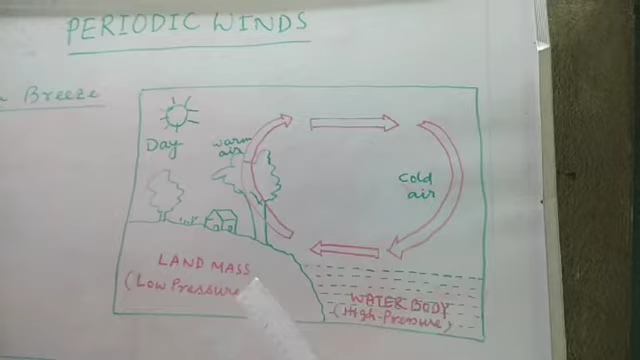 PERIODIC WINDS
Breeze
Day
warm
air
cold
air
LAND MASS
(Low Pressure
WATER BODY
(High-Pressure)